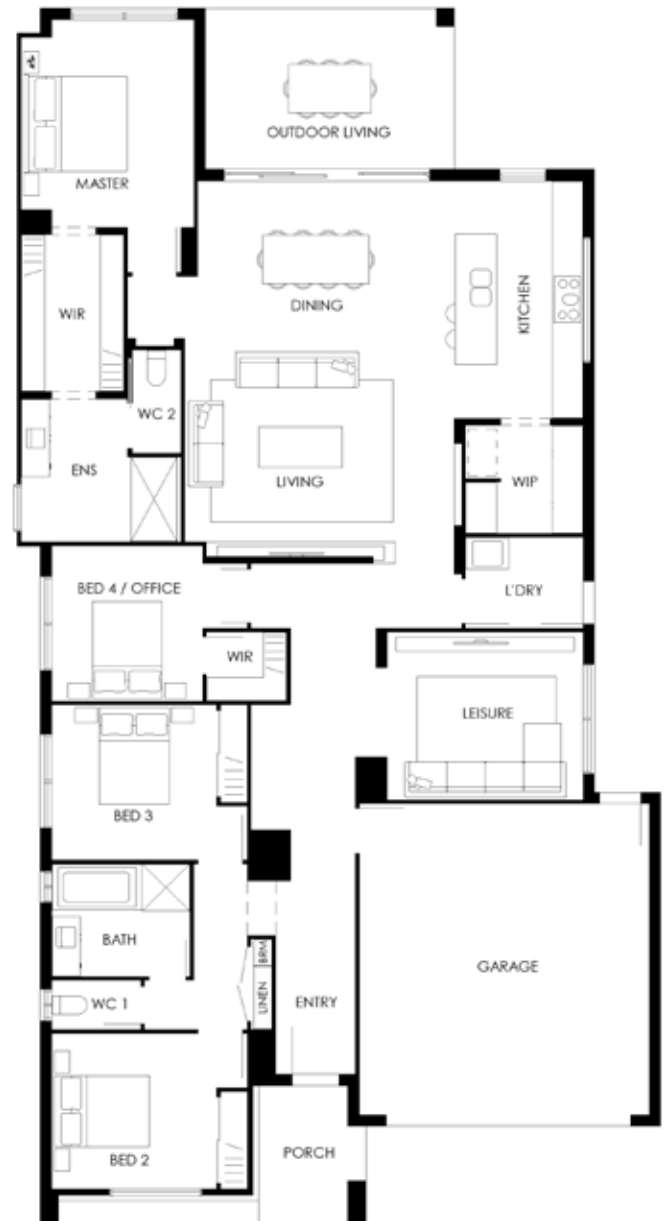 OUTDOOR LIVING
MASTER
DINING
KITCHEN
WIR
WC 2
ENS
LIVING
WIP
BED 4 / OFFICE
L'DRY
WIR
LEISURE
BED 3
BATH
GARAGE
BRM
LINEN
ENTRY
WC 1
PORCH
BED 2